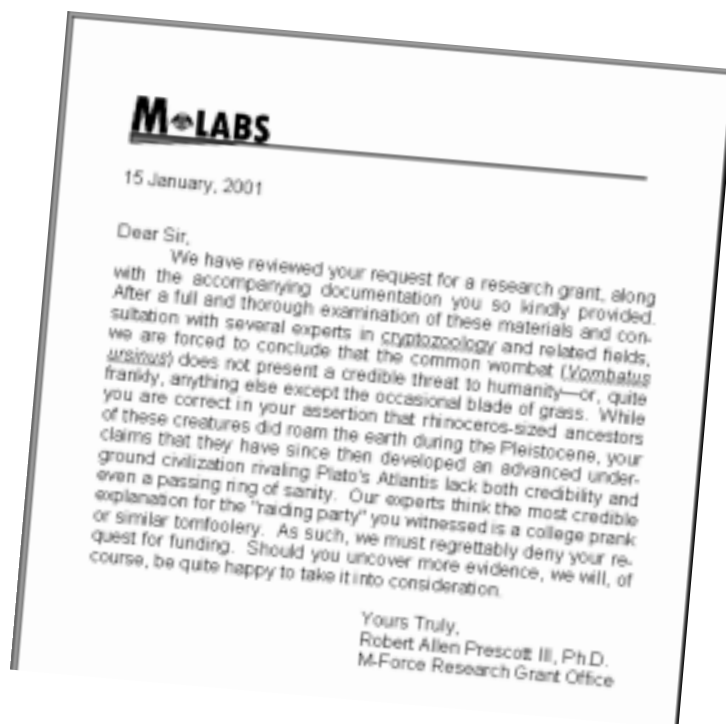 M LABS
15 January, 2001
Dear Sir,
We have reviewed your request for a research grant, along
with the accompanying documentation you so kindly provided.
After a full and thorough examination of these materials and con-
sultation with several experts in cryptozoology and related fields,
we are forced to conclude that the common wombat (Vombatus
ursinus) does not present a credible threat to humanity—or, quite
frankly, anything else except the occasional blade of grass. While
you are correct in your assertion that rhinoceros-sized ancestors
of these creatures did roam the earth during the Pleistocene, your
claims that they have since then developed an advanced under-
ground civilization rivaling Plato's Atlantis lack both credibility and
even a passing ring of sanity. Our experts think the most credible
explanation for the "raiding party" you witnessed is a college prank
or similar tomfoolery. As such, we must regrettably deny your re-
quest for funding. Should you uncover more evidence, we will, of
course, be quite happy to take it into consideration.
Yours Truly,
Robert Allen Prescott III, Ph.D.
M-Force Research Grant Office